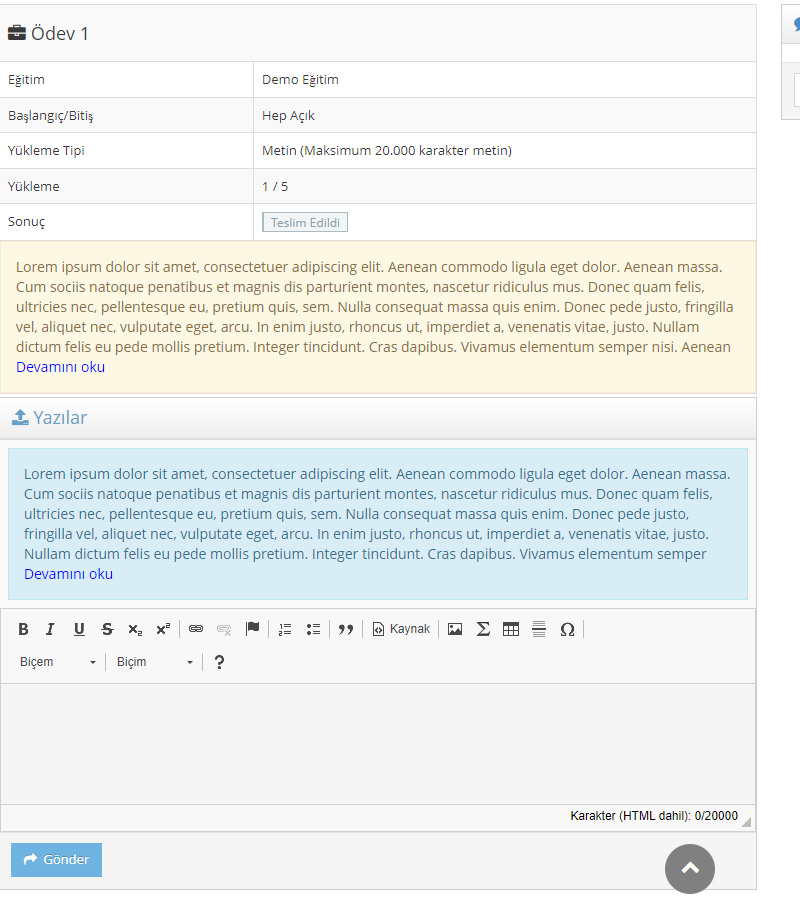 Ödev 1
Eğitim Demo Eğitim
Başlangıç/Bitiş Hep Açık
Yükleme Tipi Metin (Maksimum 20.000 karakter metin)
Yükleme 1 / 5
Sonuç Teslim Edildi
Lorem ipsum dolor sit amet, consectetuer adipiscing elit. Aenean commodo ligula eget dolor. Aenean massa.
Cum sociis natoque penatibus et magnis dis parturient montes, nascetur ridiculus mus. Donec quam felis,
ultricies nec, pellentesque eu, pretium quis, sem. Nulla consequat massa quis enim. Donec pede justo, fringilla
vel, aliquet nec, vulputate eget, arcu. In enim justo, rhoncus ut, imperdiet a, venenatis vitae, justo. Nullam
dictum felis eu pede mollis pretium. Integer tincidunt. Cras dapibus. Vivamus elementum semper nisi. Aenean
Devamını oku
Yazılar
Lorem ipsum dolor sit amet, consectetuer adipiscing elit. Aenean commodo ligula eget dolor. Aenean massa.
Cum sociis natoque penatibus et magnis dis parturient montes, nascetur ridiculus mus. Donec quam felis,
ultricies nec, pellentesque eu, pretium quis, sem. Nulla consequat massa quis enim. Donec pede justo,
fringilla vel, aliquet nec, vulputate eget, arcu. In enim justo, rhoncus ut, imperdiet a, venenatis vitae, justo.
Nullam dictum felis eu pede mollis pretium. Integer tincidunt. Cras dapibus. Vivamus elementum semper
Devamını oku
B I U S x₂ x² Kaynak Σ Ω
Biçem Biçim ?
Karakter (HTML dahil): 0/20000
Gönder